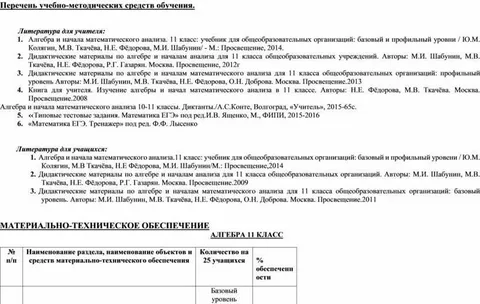 Перечень учебно-методических средств обучения.
Литература для учителя:
1. Алгебра и начала математического анализа. 11 класс: учебник для общеобразовательных организаций: базовый и профильный уровни / Ю.М.
Колягин, М.В. Ткачёва, Н.Е. Фёдорова, М.И. Шабунин/ - М.: Просвещение, 2014.
2. Дидактические материалы по алгебре и началам математического анализа для 11 класса общеобразовательных учреждений. Авторы: М.И. Шабунин, М.В.
Ткачёва, Н.Е. Фёдорова, Р.Г. Газарян. Москва. Просвещение, 2012г
3. Дидактические материалы по алгебре и началам математического анализа для 11 класса общеобразовательных организаций: профильный
уровень Авторы: М.И. Шабунин, М.В. Ткачёва, Н.Е. Фёдорова, О.Н. Доброва. Москва. Просвещение.2013
4. Книга для учителя. Изучение алгебры и начал математического анализа в 11 классе. Авторы: Н.Е. Фёдорова, М.В. Ткачёва. Москва.
Просвещение.2008
Алгебра и начала математического анализа 10-11 классы. Диктанты./А.С.Конте, Волгоград, «Учитель», 2015-65с.
5. «Типовые тестовые задания. Математика ЕГЭ» под ред.И.В. Ященко, М., ФИПИ, 2015-2016
6. «Математика ЕГЭ. Тренажер» под ред. Ф.Ф. Лысенко
Литература для учащихся:
1. Алгебра и начала математического анализа.11 класс: учебник для общеобразовательных организаций: базовый и профильный уровени / Ю.М.
Колягин, М.В Ткачёва, Н.Е. Фёдорова, М.И. Шабунин/М.: Просвещение,2014
2. Дидактические материалы по алгебре и началам анализа для 11 класса общеобразовательных организаций. Авторы: М.И. Шабунин, М.В.
Ткачёва, Н.Е. Фёдорова, Р.Г. Газарян. Москва. Просвещение.2009
3. Дидактические материалы по алгебре и началам математического анализа для 11 класса общеобразовательных организаций: базовый
уровень. Авторы: М.И. Шабунин, М.В. Ткачёва, Н.Е. Фёдорова, О.Н. Доброва. Москва. Просвещение.2011
МАТЕРИАЛЬНО-ТЕХНИЧЕСКОЕ ОБЕСПЕЧЕНИЕ
АЛГЕБРА 11 КЛАСС
№ п/п
Наименование раздела, наименование объектов и
средств материально-технического обеспечения
Количество на
25 учащихся
%
обеспеченн
ости
Базовый
уровень